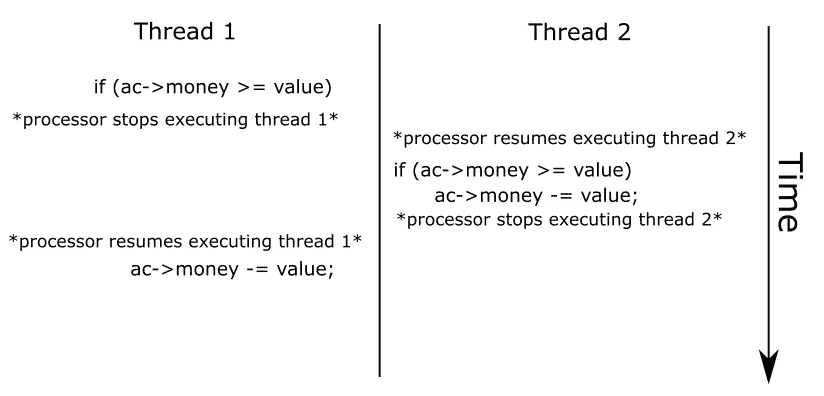 Thread 1
if (ac->money >= value)
*processor stops executing thread 1*
*processor resumes executing thread 1*
ac->money -= value;
Thread 2
*processor resumes executing thread 2*
if (ac->money >= value)
ac->money -= value;
*processor stops executing thread 2*
Time